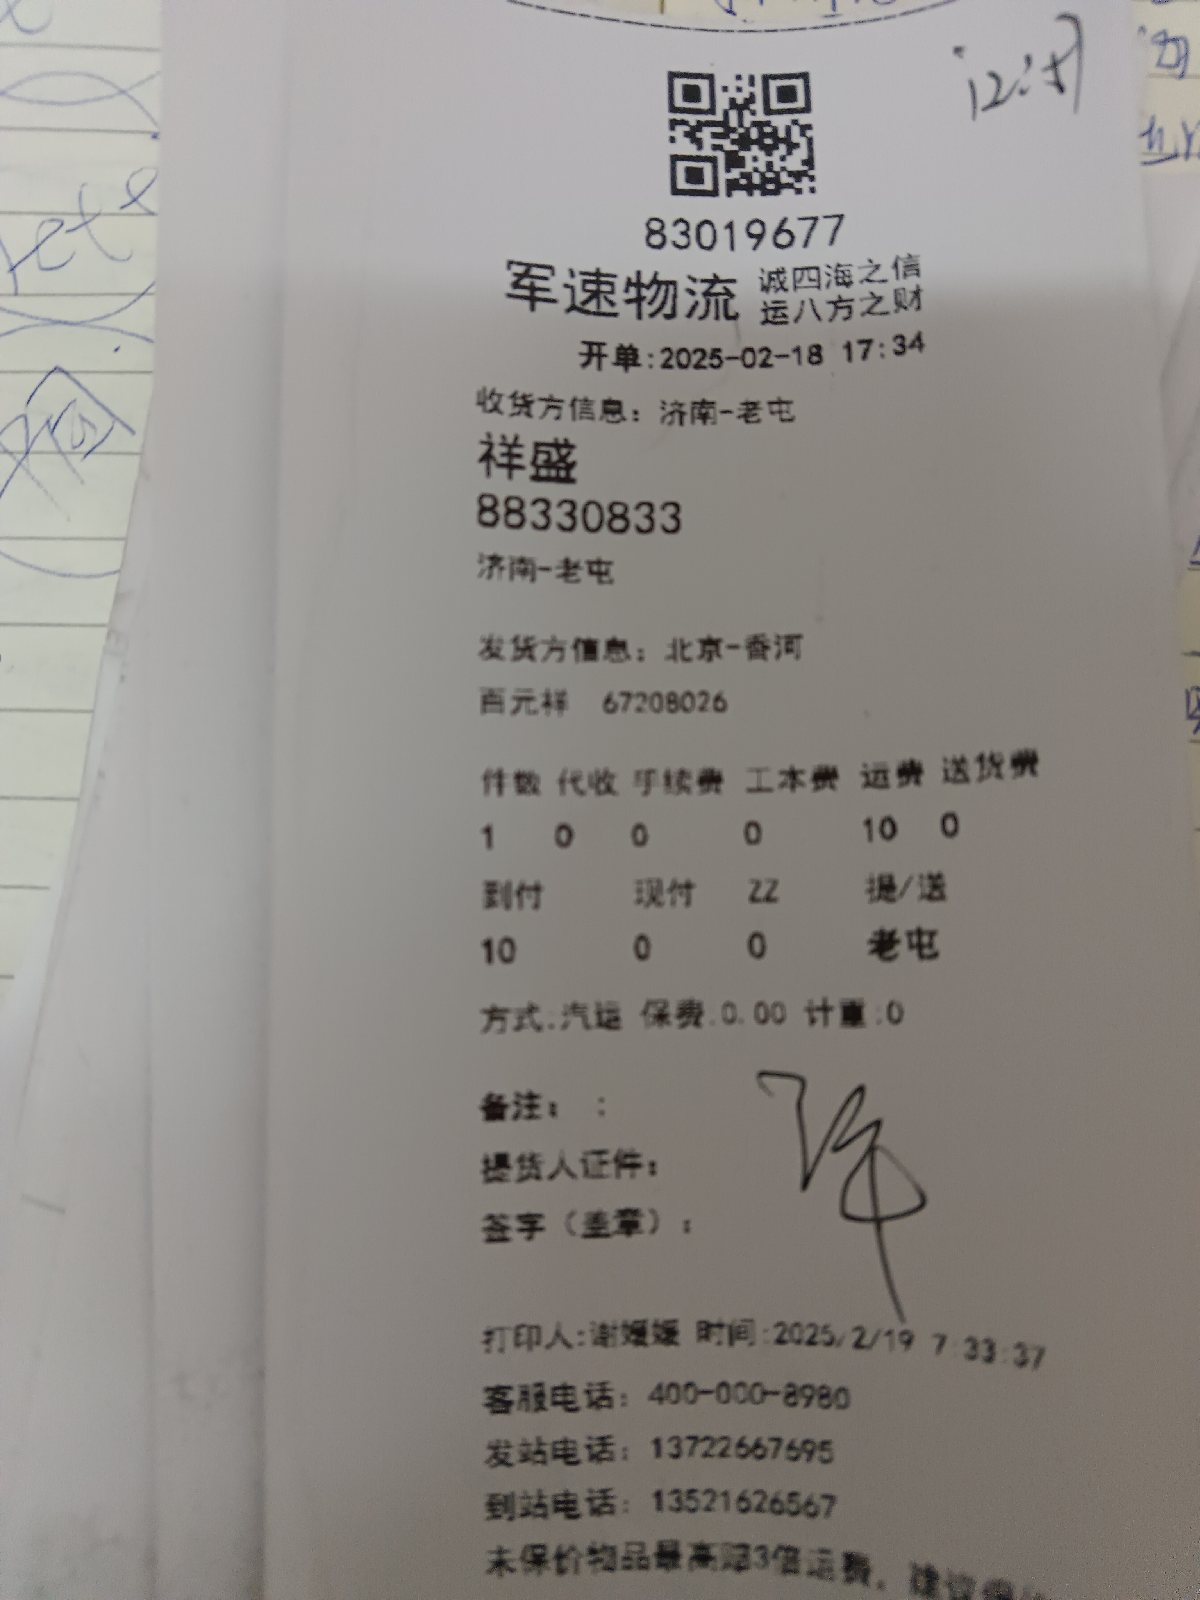 83019677
军速物流 诚四海之信
运八方之财
开单:2025-02-18 17:34
收货方信息：济南-老屯
祥盛
88330833
济南-老屯
发货方信息：北京-香河
百元祥 67208026
件数 代收 手续费 工本费 运费 送货费
1 0 0 0 10 0
到付 现付 ZZ 提/送
10 0 0 老屯
方式:汽运 保费:0.00 计重:0
备注： :
提货人证件：
签字（盖章）：
打印人:谢媛媛 时间:2025/2/19 7:33:37
客服电话：400-000-8980
发站电话：13722667695
到站电话：13521626567
未保价物品最高赔3倍运费，建议保